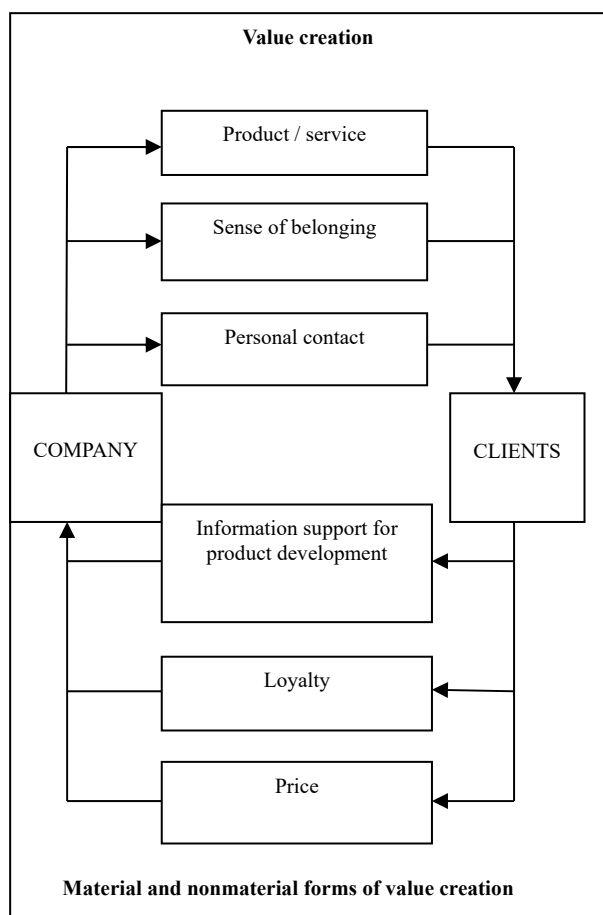 Value creation
Product / service
Sense of belonging
Personal contact
COMPANY
CLIENTS
Information support for
product development
Loyalty
Price
Material and nonmaterial forms of value creation